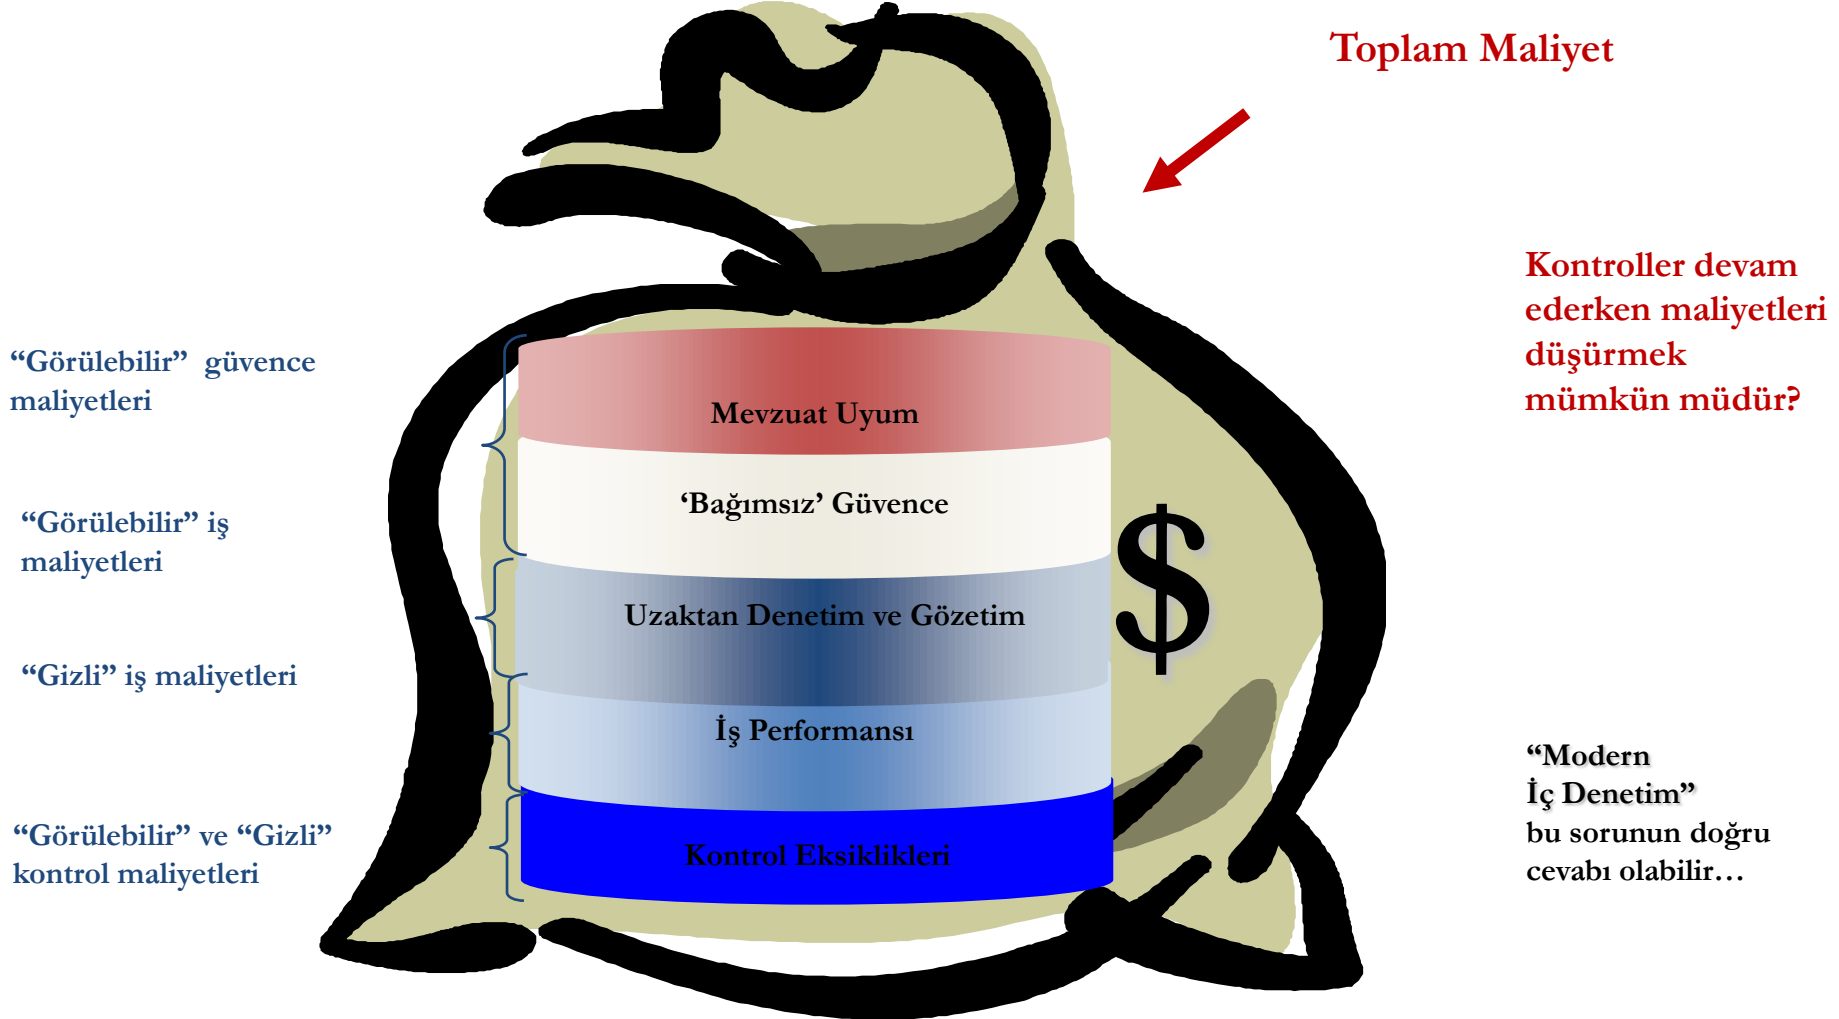 Toplam Maliyet
Kontroller devam
ederken maliyetleri
düşürmek
mümkün müdür?
“Görülebilir” güvence
maliyetleri
“Görülebilir” iş
maliyetleri
“Gizli” iş maliyetleri
“Görülebilir” ve “Gizli”
kontrol maliyetleri
Mevzuat Uyum
‘Bağımsız’ Güvence
Uzaktan Denetim ve Gözetim
İş Performansı
Kontrol Eksiklikleri
$
“Modern
İç Denetim”
bu sorunun doğru
cevabı olabilir…